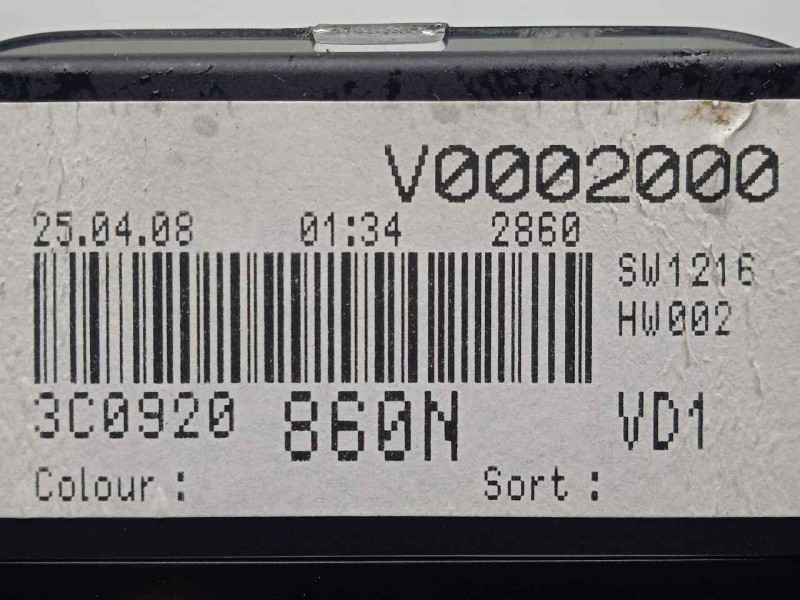 V0002000
25.04.08 01:34 2860
SW1216
HW002
3C0920 860N VD1
Colour : Sort :